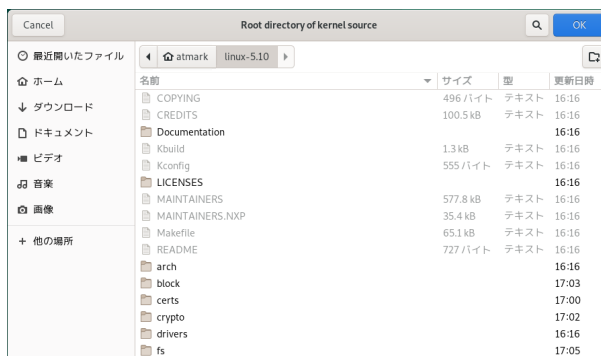 Cancel Root directory of kernel source OK
最近開いたファイル
ホーム
ダウンロード
ドキュメント
ビデオ
音楽
画像
+ 他の場所
atmark linux-5.10
名前 サイズ 型 更新日時
COPYING 496 バイト テキスト 16:16
CREDITS 100.5 kB テキスト 16:16
Documentation 16:16
Kbuild 1.3 kB テキスト 16:16
Kconfig 555 バイト テキスト 16:16
LICENSES 16:16
MAINTAINERS 577.8 kB テキスト 16:16
MAINTAINERS.NXP 35.4 kB テキスト 16:16
Makefile 65.1 kB テキスト 16:16
README 727 バイト テキスト 16:16
arch 16:16
block 17:03
certs 17:00
crypto 17:02
drivers 16:16
fs 17:05